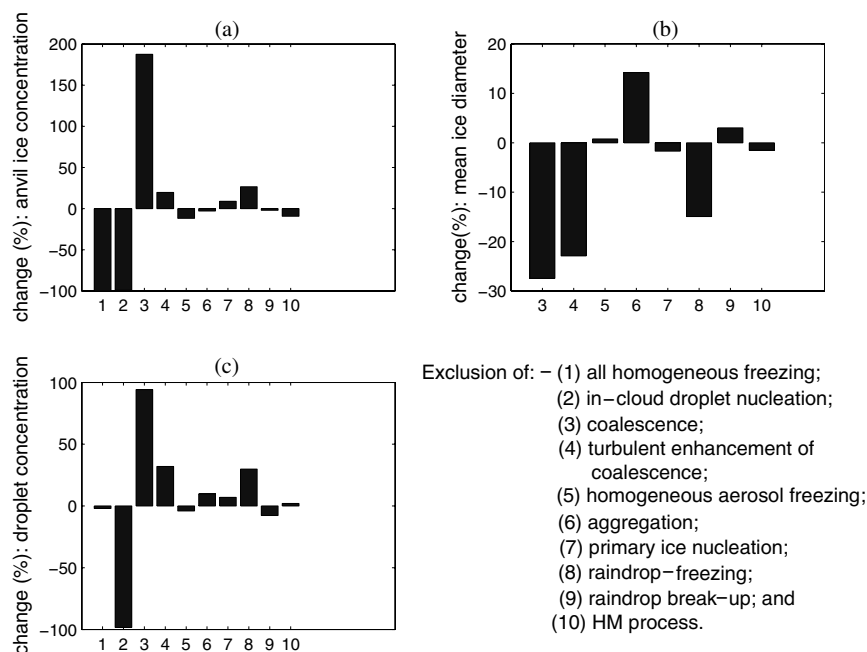 (a)
change (%): anvil ice concentration
200
150
100
50
0
−50
−100
1 2 3 4 5 6 7 8 9 10
(b)
change(%): mean ice diameter
20
10
0
−10
−20
−30
3 4 5 6 7 8 9 10
(c)
change (%): droplet concentration
100
50
0
−50
−100
1 2 3 4 5 6 7 8 9 10
Exclusion of: − (1) all homogeneous freezing;
(2) in−cloud droplet nucleation;
(3) coalescence;
(4) turbulent enhancement of
coalescence;
(5) homogeneous aerosol freezing;
(6) aggregation;
(7) primary ice nucleation;
(8) raindrop−freezing;
(9) raindrop break−up; and
(10) HM process.